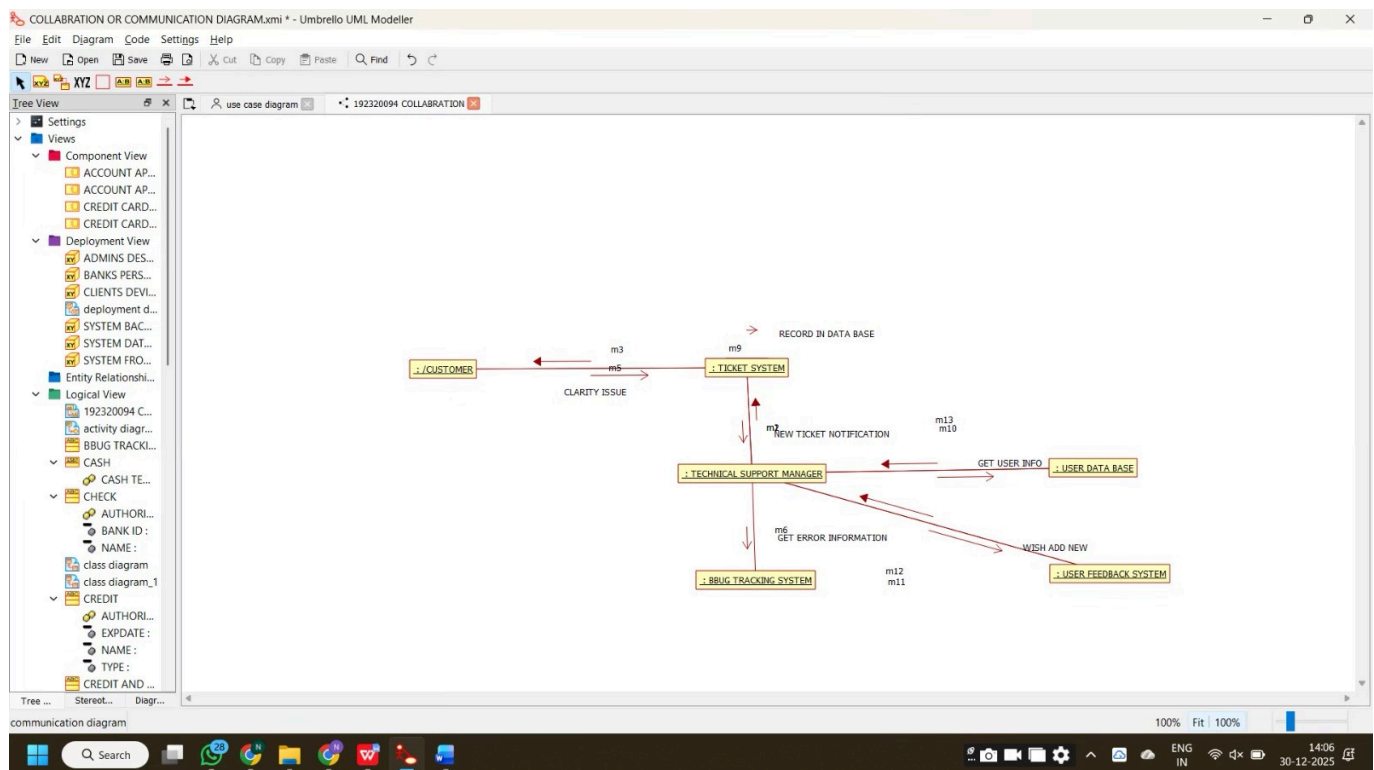 COLLABRATION OR COMMUNICATION DIAGRAM.xmi * - Umbrello UML Modeller
File Edit Diagram Code Settings Help
New Open Save Cut Copy Paste Find
XYZ
Tree View
use case diagram
192320094 COLLABRATION
Settings
Views
Component View
ACCOUNT AP...
ACCOUNT AP...
CREDIT CARD...
CREDIT CARD...
Deployment View
ADMINS DES...
BANKS PERS...
CLIENTS DEVI...
deployment d...
SYSTEM BAC...
SYSTEM DAT...
SYSTEM FRO...
Entity Relationshi...
Logical View
192320094 C...
activity diagr...
BBUG TRACKI...
CASH
CASH TE...
CHECK
AUTHORI...
BANK ID :
NAME :
class diagram
class diagram_1
CREDIT
AUTHORI...
EXPDATE :
NAME :
TYPE :
CREDIT AND ...
Tree ... Stereot... Diagr...
RECORD IN DATA BASE
m3
m9
: /CUSTOMER
m5
: TICKET SYSTEM
CLARITY ISSUE
m13
m10
NEW TICKET NOTIFICATION
GET USER INFO
: USER DATA BASE
: TECHNICAL SUPPORT MANAGER
m6
GET ERROR INFORMATION
WISH ADD NEW
m12
m11
: BBUG TRACKING SYSTEM
: USER FEEDBACK SYSTEM
communication diagram
100% Fit 100%
Search
28
ENG
IN
14:06
30-12-2025